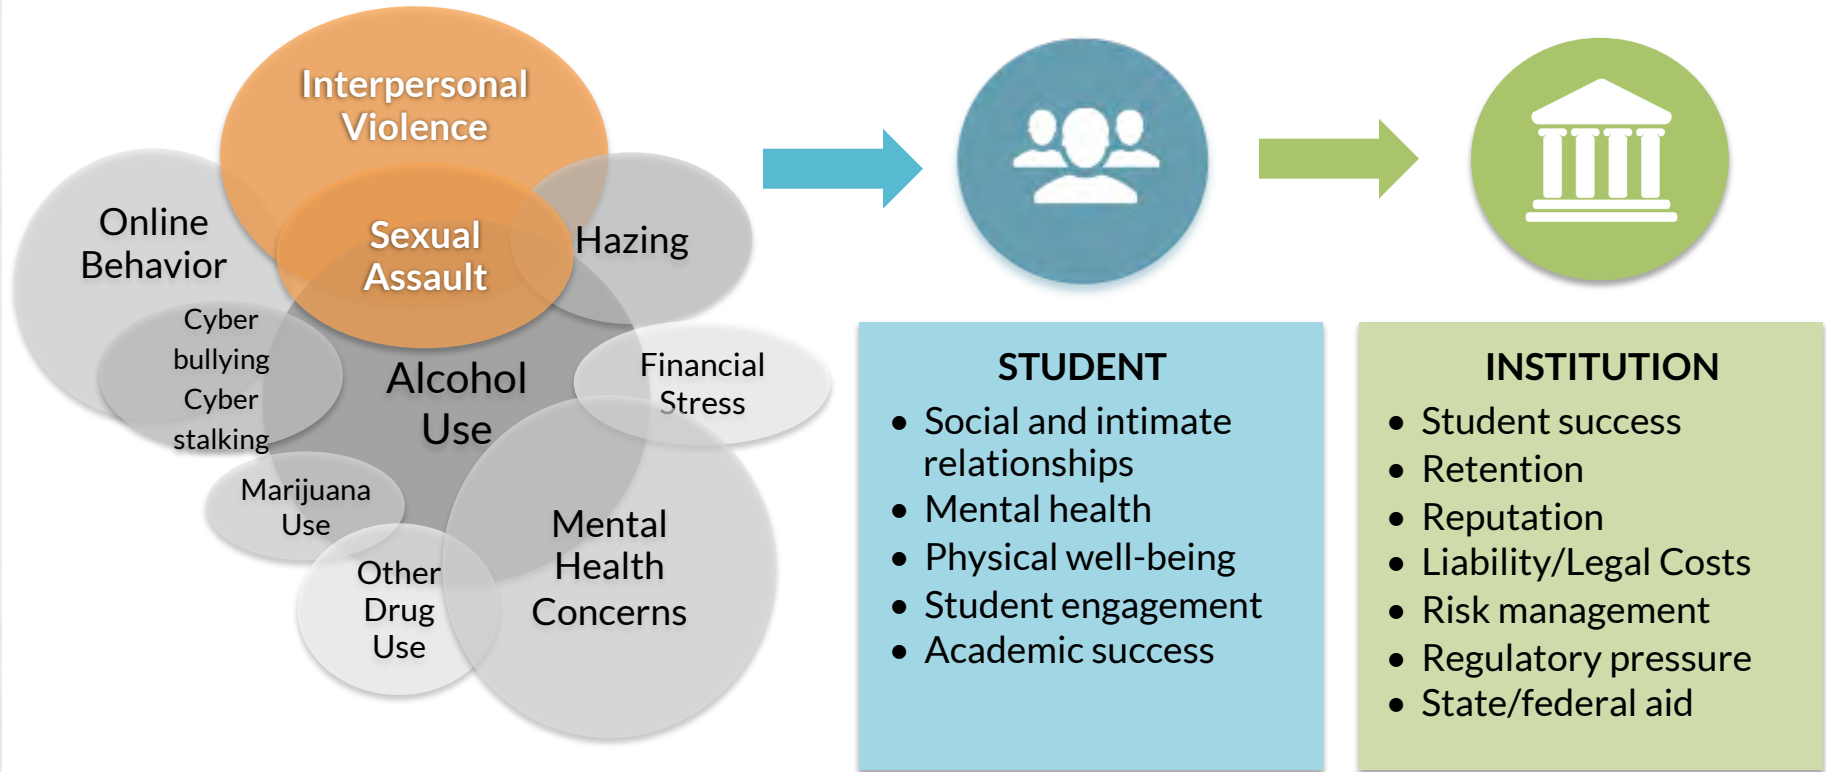 Interpersonal
Violence
Sexual
Assault
Online
Behavior
Hazing
Cyber
bullying
Cyber
stalking
Alcohol
Use
Financial
Stress
Marijuana
Use
Other
Drug
Use
Mental
Health
Concerns
STUDENT
• Social and intimate
relationships
• Mental health
• Physical well-being
• Student engagement
• Academic success
INSTITUTION
• Student success
• Retention
• Reputation
• Liability/Legal Costs
• Risk management
• Regulatory pressure
• State/federal aid